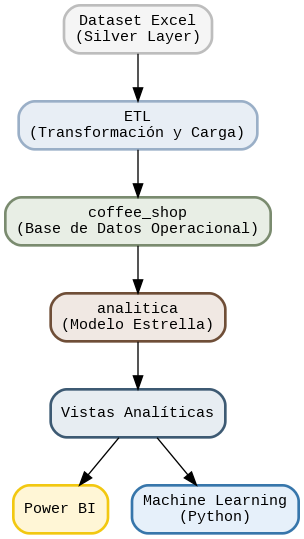 Dataset Excel
(Silver Layer)
ETL
(Transformación y Carga)
coffee_shop
(Base de Datos Operacional)
analitica
(Modelo Estrella)
Vistas Analíticas
Power BI
Machine Learning
(Python)